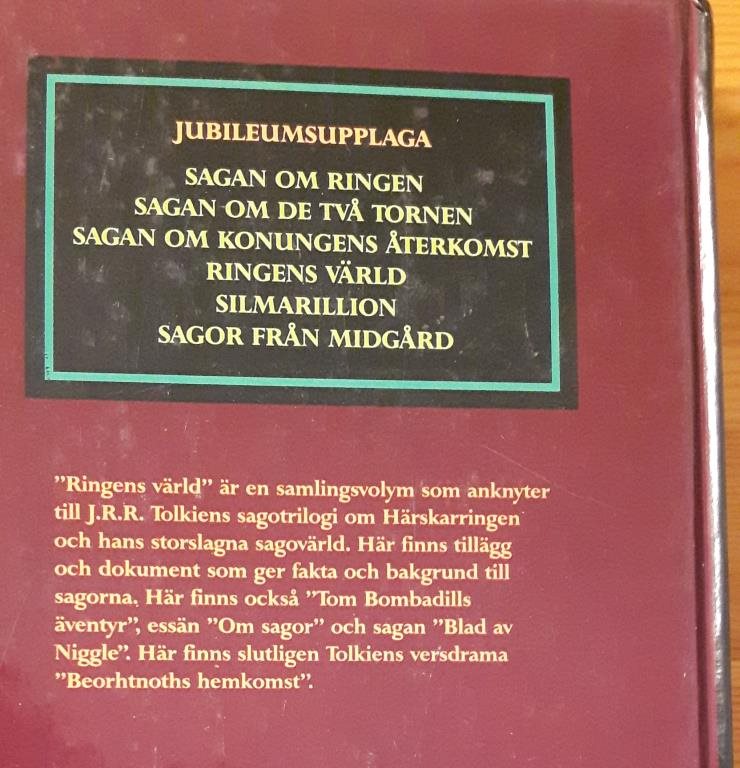 JUBILEUMSUPPLAGA
SAGAN OM RINGEN
SAGAN OM DE TVÅ TORNEN
SAGAN OM KONUNGENS ÅTERKOMST
RINGENS VÄRLD
SILMARILLION
SAGOR FRÅN MIDGÅRD
”Ringens värld” är en samlingsvolym som anknyter
till J.R.R. Tolkiens sagotrilogi om Härskarringen
och hans storslagna sagovärld. Här finns tillägg
och dokument som ger fakta och bakgrund till
sagorna. Här finns också ”Tom Bombadills
äventyr”, essän ”Om sagor” och sagan ”Blad av
Niggle”. Här finns slutligen Tolkiens versdrama
”Beorhtnoths hemkomst”.